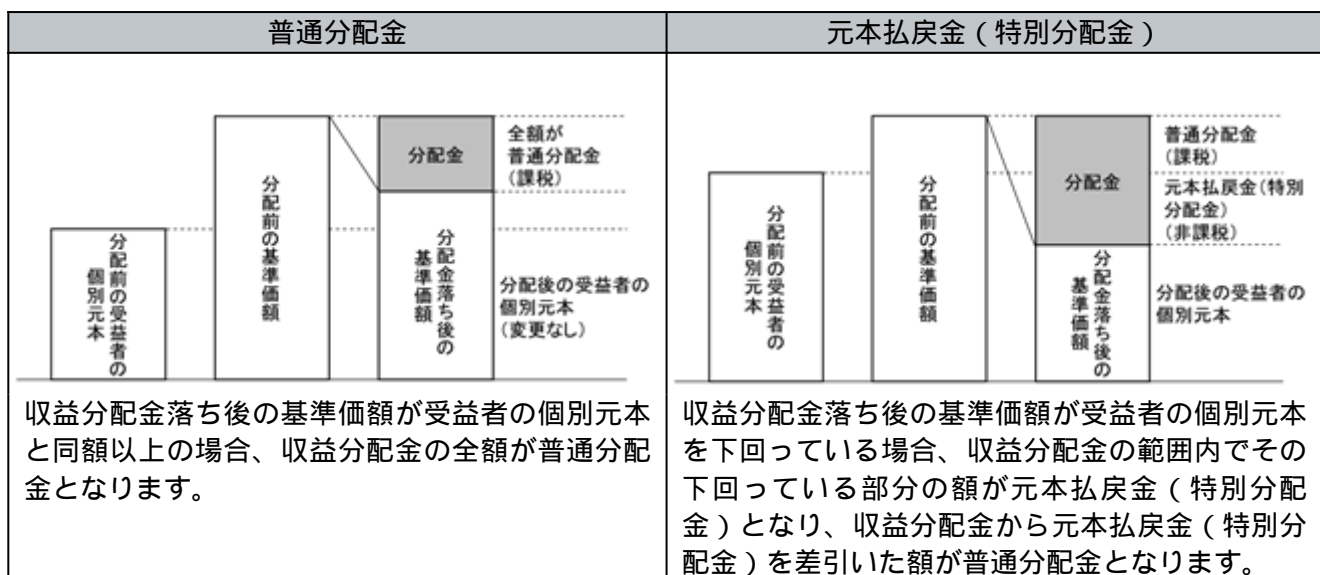 普通分配金
分配前の受益者の
個別元本
分配前の基準価額
分配金
分配金落ち後の
基準価額
全額が
普通分配金
(課税)
分配後の受益者の
個別元本
(変更なし)
収益分配金落ち後の基準価額が受益者の個別元本
と同額以上の場合、収益分配金の全額が普通分配
金となります。
元本払戻金(特別分配金)
分配前の受益者の
個別元本
分配前の基準価額
分配金
分配金落ち後の
基準価額
普通分配金
(課税)
元本払戻金(特別
分配金)
(非課税)
分配後の受益者の
個別元本
収益分配金落ち後の基準価額が受益者の個別元本
を下回っている場合、収益分配金の範囲内でその
下回っている部分の額が元本払戻金(特別分配
金)となり、収益分配金から元本払戻金(特別分
配金)を差引いた額が普通分配金となります。